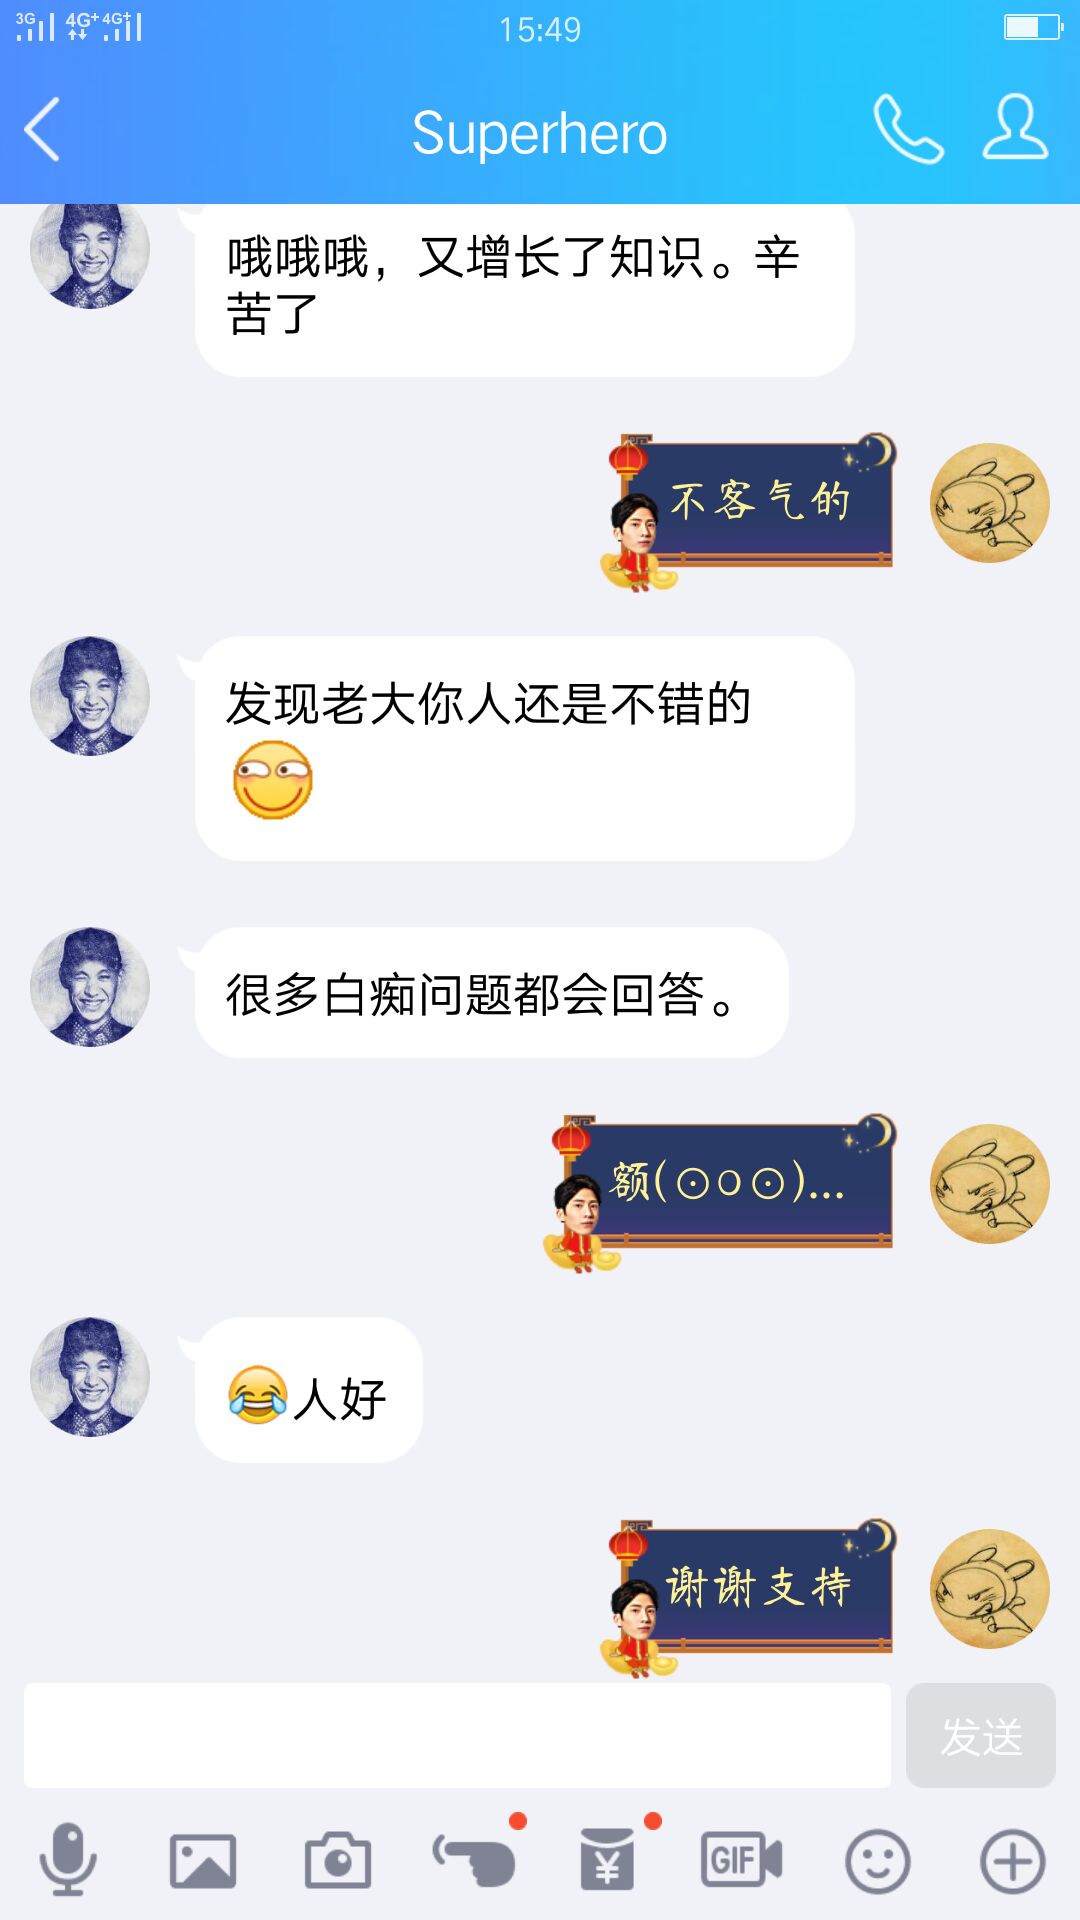 3G 4G+ 4G+ 15:49
Superhero
哦哦哦，又增长了知识。辛
苦了
不客气的
发现老大你人还是不错的
很多白痴问题都会回答。
额(⊙o⊙)…
😂人好
谢谢支持
发送
GIF